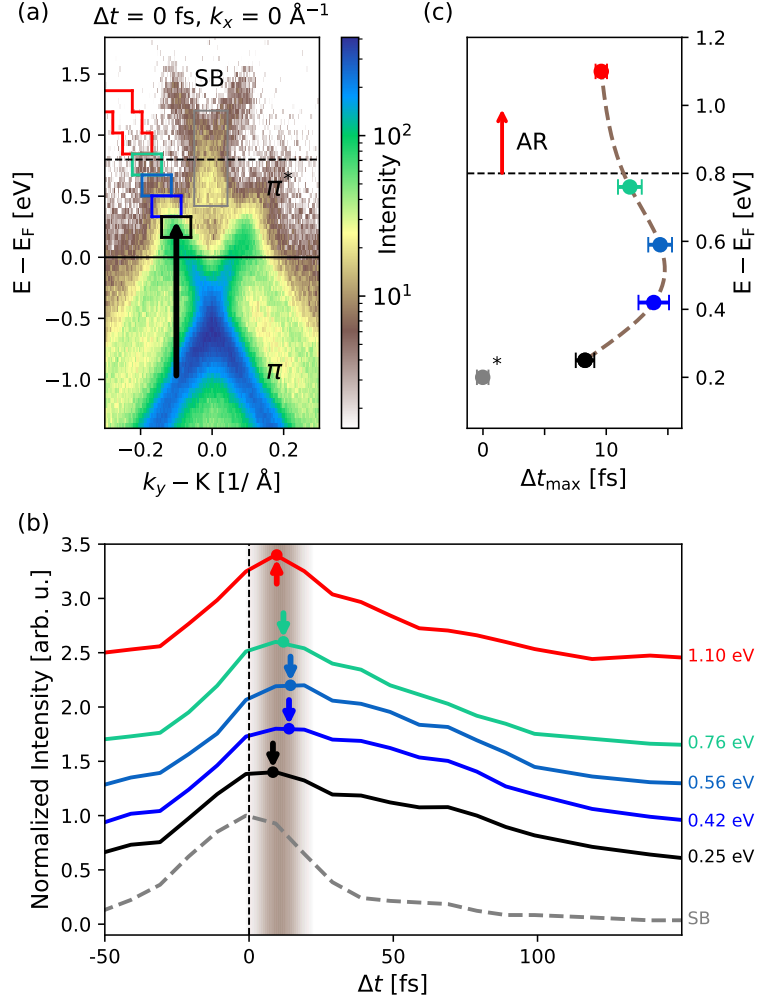 (a)
Δt = 0 fs, kₓ = 0 Å⁻¹
SB
π*
π
1.5
1.0
0.5
0.0
−0.5
−1.0
E − E_F [eV]
−0.2
0.0
0.2
k_y − K [1/ Å]
10²
10¹
Intensity
(c)
AR
*
1.2
1.0
0.8
0.6
0.4
0.2
E − E_F [eV]
0
10
Δt_max [fs]
(b)
3.5
3.0
2.5
2.0
1.5
1.0
0.5
0.0
Normalized Intensity [arb. u.]
1.10 eV
0.76 eV
0.56 eV
0.42 eV
0.25 eV
SB
-50
0
50
100
Δt [fs]